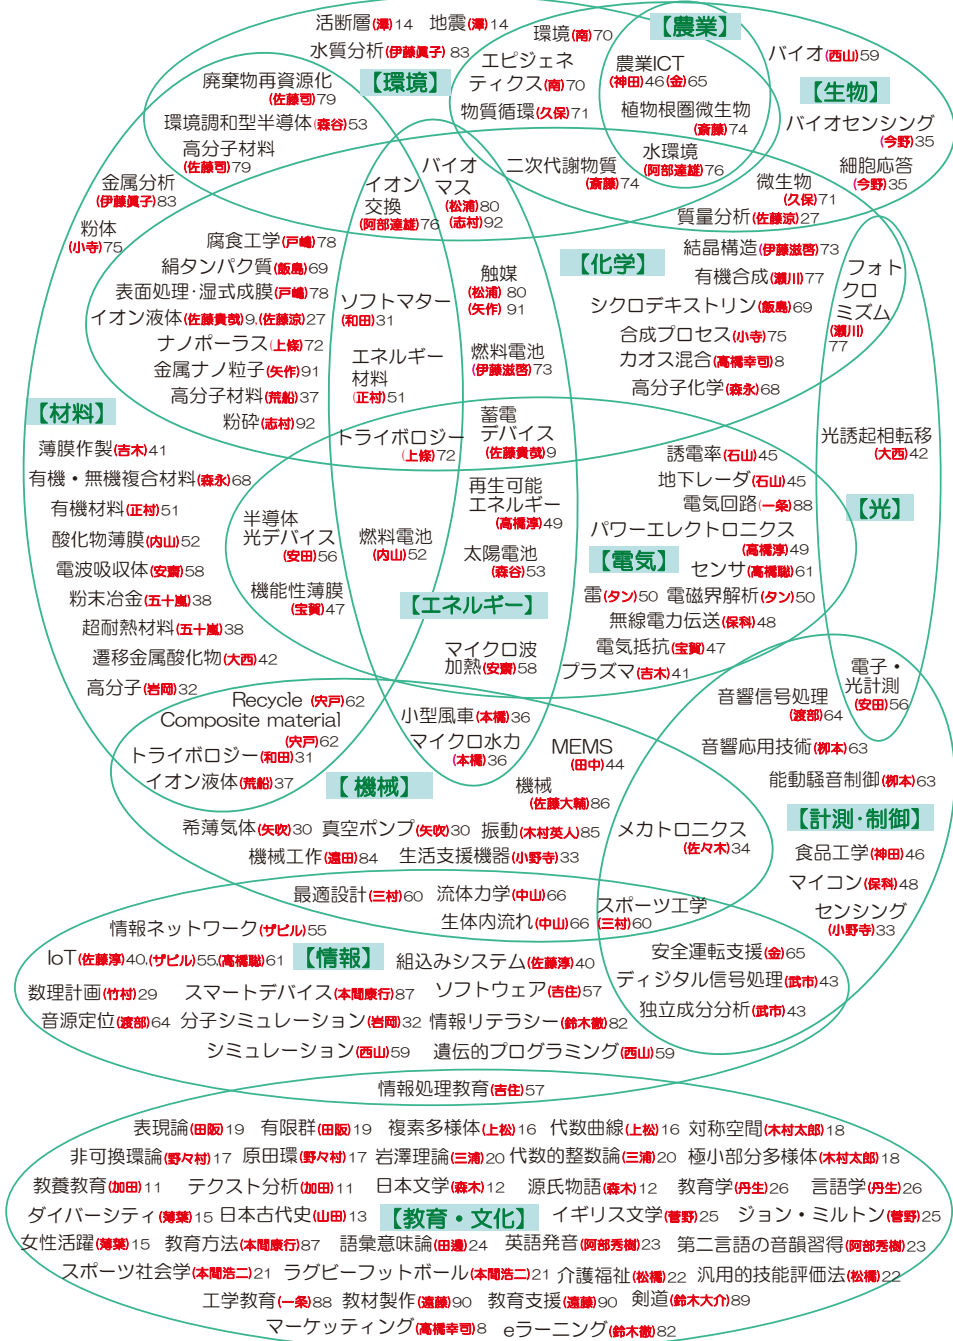 活断層(澤)14 地震(澤)14
水質分析(伊藤眞子)83
【環境】
環境(南)70
エピジェネ
ティクス(南)70
物質循環(久保)71
【農業】
農業ICT
(神田)46(金)65
植物根圏微生物
(斎藤)74
水環境
(阿部達雄)76
バイオ(西山)59
【生物】
バイオセンシング
(今野)35
細胞応答
(今野)35
廃棄物再資源化
(佐藤司)79
環境調和型半導体(森谷)53
高分子材料
(佐藤司)79
金属分析
(伊藤眞子)83
粉体
(小寺)75
イオン
交換
(阿部達雄)76
バイオ
マス
(松浦)80
(志村)92
二次代謝物質
(斎藤)74
微生物
(久保)71
質量分析(佐藤涼)27
腐食工学(戸嶋)78
絹タンパク質(飯島)69
表面処理・湿式成膜(戸嶋)78
イオン液体(佐藤貴哉)9,(佐藤涼)27
ナノポーラス(上條)72
金属ナノ粒子(矢作)91
高分子材料(荒船)37
粉砕(志村)92
ソフトマター
(和田)31
エネルギー
材料
(正村)51
トライボロジー
(上條)72
触媒
(松浦)80
(矢作)91
燃料電池
(伊藤滋啓)73
蓄電
デバイス
(佐藤貴哉)9
【化学】
結晶構造(伊藤滋啓)73
有機合成(瀬川)77
シクロデキストリン(飯島)69
合成プロセス(小寺)75
カオス混合(高橋幸司)8
高分子化学(森永)68
フォト
クロ
ミズム
(瀬川)
77
【材料】
薄膜作製(吉木)41
有機・無機複合材料(森永)68
有機材料(正村)51
酸化物薄膜(内山)52
電波吸収体(安齋)58
粉末冶金(五十嵐)38
超耐熱材料(五十嵐)38
遷移金属酸化物(大西)42
高分子(岩岡)32
半導体
光デバイス
(安田)56
機能性薄膜
(宝賀)47
燃料電池
(内山)52
再生可能
エネルギー
(高橋淳)49
太陽電池
(森谷)53
【エネルギー】
マイクロ波
加熱(安齋)58
誘電率(石山)45
地下レーダ(石山)45
電気回路(一条)88
パワーエレクトロニクス
(高橋淳)49
【電気】
センサ(高橋聡)61
雷(タン)50 電磁界解析(タン)50
無線電力伝送(保科)48
電気抵抗(宝賀)47
プラズマ(吉木)41
光誘起相転移
(大西)42
【光】
電子・
光計測
(安田)56
Recycle (宍戸)62
Composite material
(宍戸)62
トライボロジー(和田)31
イオン液体(荒船)37
小型風車(本橋)36
マイクロ水力
(本橋)36
【 機械】
MEMS
(田中)44
機械
(佐藤大輔)86
希薄気体(矢吹)30 真空ポンプ(矢吹)30 振動(木村英人)85
機械工作(遠田)84 生活支援機器(小野寺)33
最適設計(三村)60 流体力学(中山)66
生体内流れ(中山)66
音響信号処理
(渡部)64
音響応用技術(柳本)63
能動騒音制御(柳本)63
【計測・制御】
メカトロニクス
(佐々木)34
食品工学(神田)46
マイコン(保科)48
センシング
(小野寺)33
スポーツ工学
(三村)60
安全運転支援(金)65
ディジタル信号処理(武市)43
独立成分分析(武市)43
情報ネットワーク(ザビル)55
IoT(佐藤淳)40,(ザビル)55,(高橋聡)61 【情報】 組込みシステム(佐藤淳)40
数理計画(竹村)29 スマートデバイス(本間康行)87 ソフトウェア(吉住)57
音源定位(渡部)64 分子シミュレーション(岩岡)32 情報リテラシー(鈴木徹)82
シミュレーション(西山)59 遺伝的プログラミング(西山)59
情報処理教育(吉住)57
表現論(田阪)19 有限群(田阪)19 複素多様体(上松)16 代数曲線(上松)16 対称空間(木村太郎)18
非可換環論(野々村)17 原田環(野々村)17 岩澤理論(三浦)20 代数的整数論(三浦)20 極小部分多様体(木村太郎)18
教養教育(加田)11 テクスト分析(加田)11 日本文学(森木)12 源氏物語(森木)12 教育学(丹生)26 言語学(丹生)26
ダイバーシティ(薄葉)15 日本古代史(山田)13 【教育・文化】 イギリス文学(菅野)25 ジョン・ミルトン(菅野)25
女性活躍(薄葉)15 教育方法(本間康行)87 語彙意味論(田邊)24 英語発音(阿部秀樹)23 第二言語の音韻習得(阿部秀樹)23
スポーツ社会学(本間浩二)21 ラグビーフットボール(本間浩二)21 介護福祉(松橋)22 汎用的技能評価法(松橋)22
工学教育(一条)88 教材製作(遠藤)90 教育支援(遠藤)90 剣道(鈴木大介)89
マーケッティング(高橋幸司)8 eラーニング(鈴木徹)82